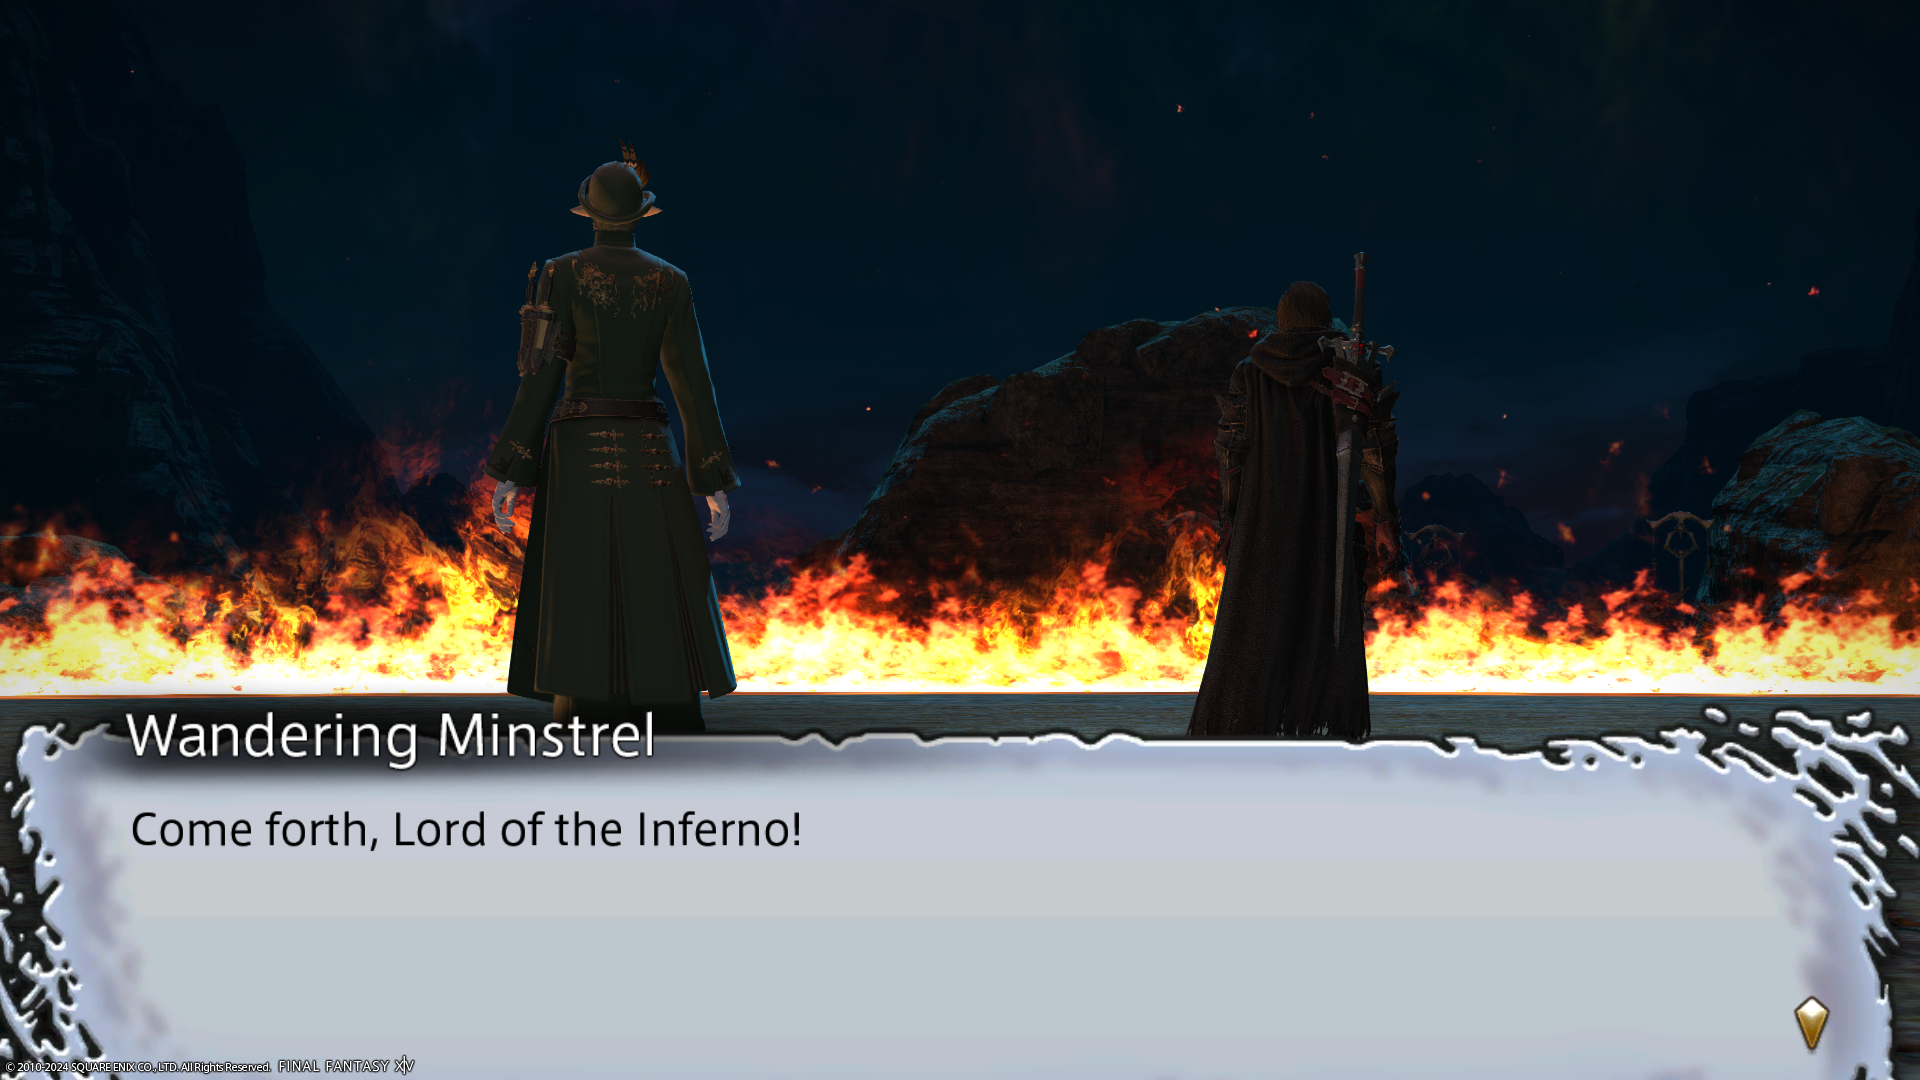 Wandering Minstrel
Come forth, Lord of the Inferno!
© 2010-2024 SQUARE ENIX CO., LTD. All Rights Reserved. FINAL FANTASY XIV